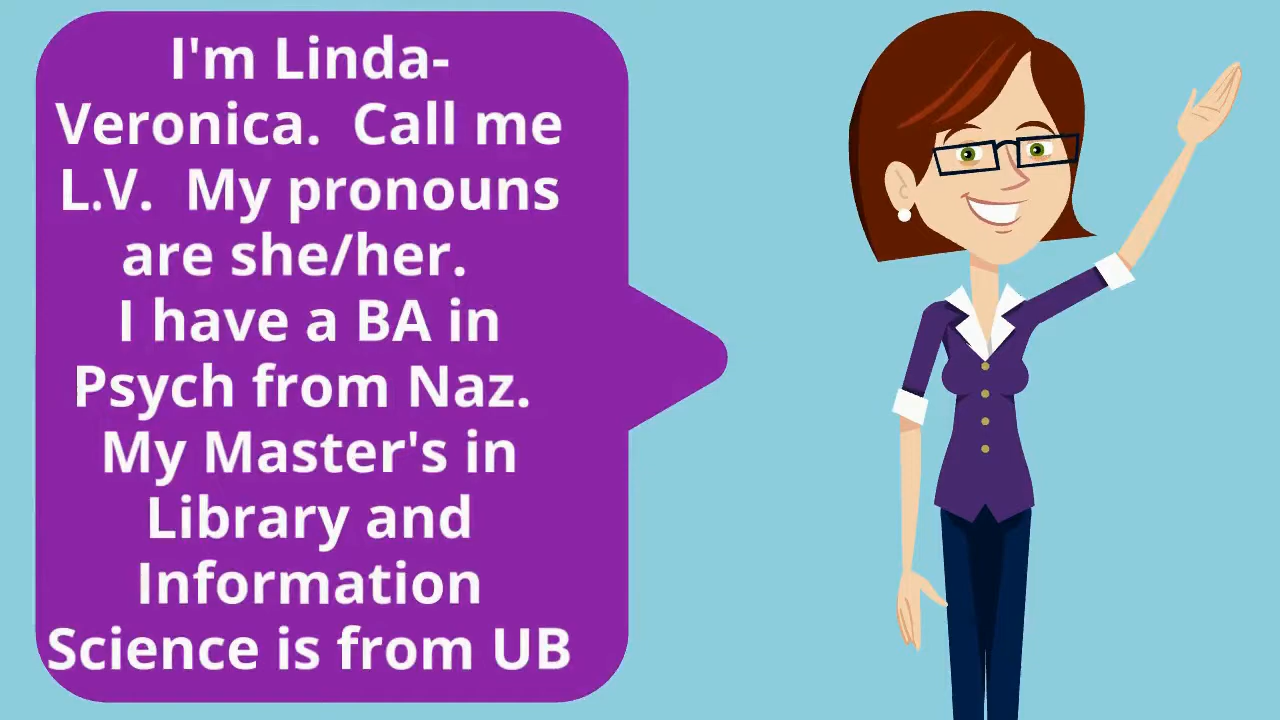 I'm Linda-
Veronica.  Call me
L.V.  My pronouns
are she/her.
I have a BA in
Psych from Naz.
My Master's in
Library and
Information
Science is from UB